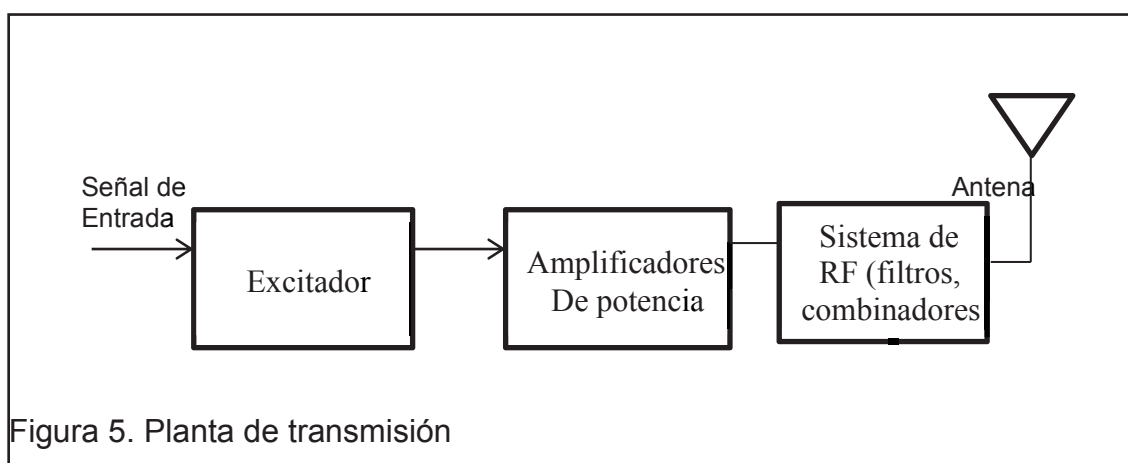 Señal de
Entrada
Excitador
Amplificadores
De potencia
Sistema de
RF (filtros,
combinadores
Antena
Figura 5. Planta de transmisión